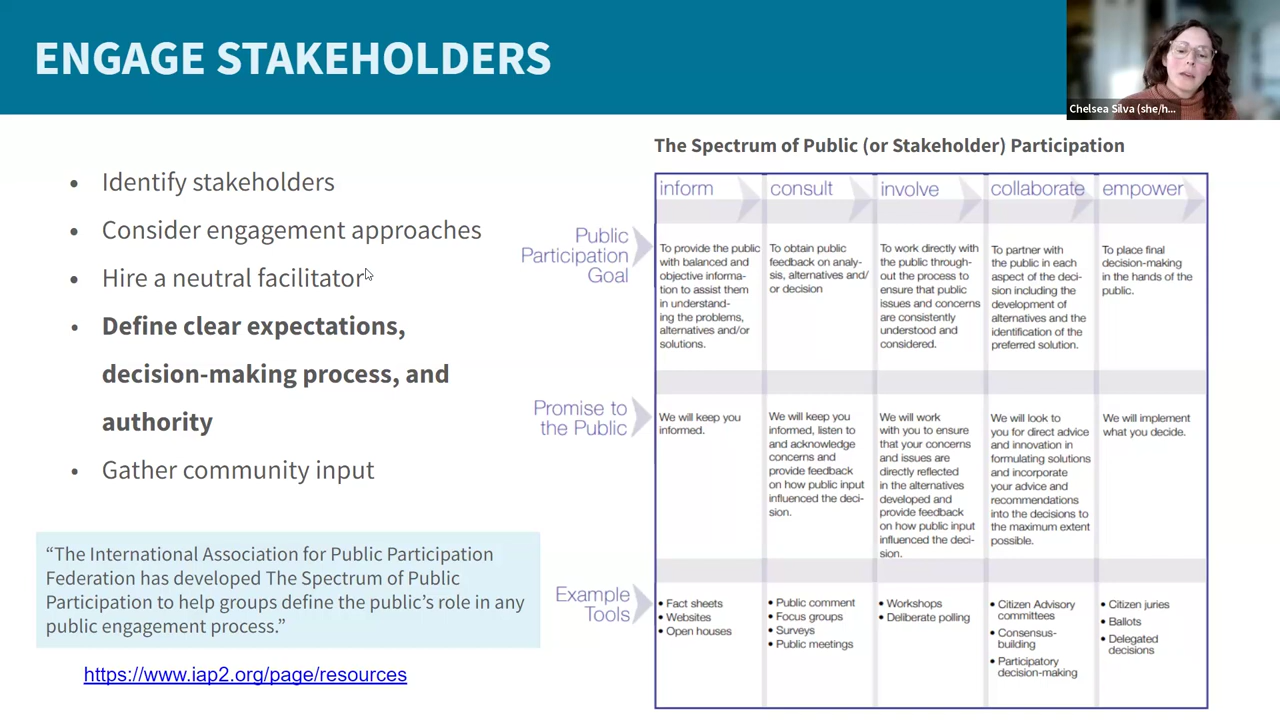 ENGAGE STAKEHOLDERS
Chelsea Silva (she/h...
• Identify stakeholders
• Consider engagement approaches
• Hire a neutral facilitator
• Define clear expectations,
decision-making process, and
authority
• Gather community input
“The International Association for Public Participation
Federation has developed The Spectrum of Public
Participation to help groups define the public’s role in any
public engagement process.”
https://www.iap2.org/page/resources
The Spectrum of Public (or Stakeholder) Participation
inform
consult
involve
collaborate
empower
Public
Participation
Goal
To provide the public
with balanced and
objective informa-
tion to assist them
in understand-
ing the problems,
alternatives and/or
solutions.
To obtain public
feedback on analy-
sis, alternatives and/
or decision
To work directly with
the public through-
out the process to
ensure that public
issues and concerns
are consistently
understood and
considered.
To partner with
the public in each
aspect of the deci-
sion including the
development of
alternatives and the
identification of the
preferred solution.
To place final
decision-making
in the hands of the
public.
Promise to
the Public
We will keep you
informed.
We will keep you
informed, listen to
and acknowledge
concerns and
provide feedback
on how public input
influenced the deci-
sion.
We will work
with you to ensure
that your concerns
and issues are
directly reflected
in the alternatives
developed and
provide feedback
on how public input
influenced the deci-
sion.
We will look to
you for direct advice
and innovation in
formulating solutions
and incorporate
your advice and
recommendations
into the decisions to
the maximum extent
possible.
We will implement
what you decide.
Example
Tools
• Fact sheets
• Websites
• Open houses
• Public comment
• Focus groups
• Surveys
• Public meetings
• Workshops
• Deliberate polling
• Citizen Advisory
committees
• Consensus-
building
• Participatory
decision-making
• Citizen juries
• Ballots
• Delegated
decisions